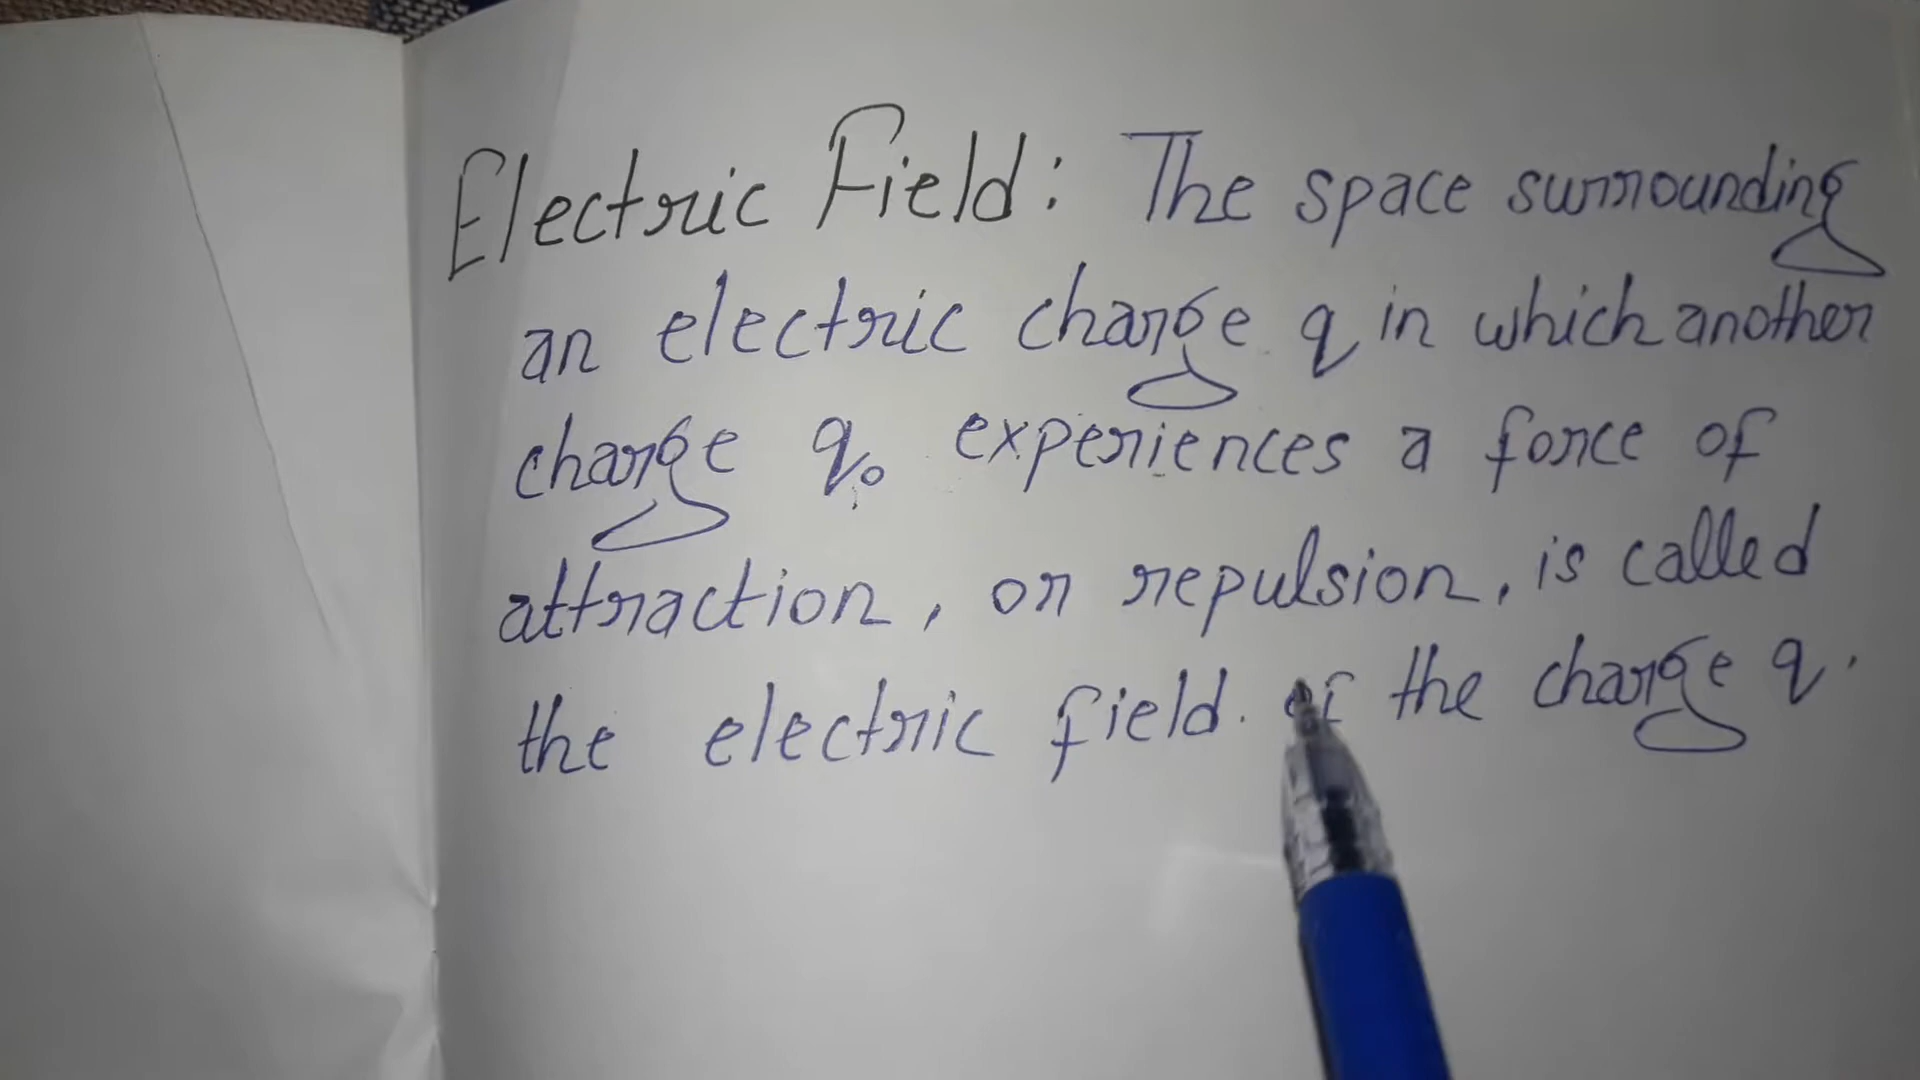 Electric Field: The space surrounding
an electric charge q in which another
charge q₀ experiences a force of
attraction, or repulsion, is called
the electric field. of the charge q.